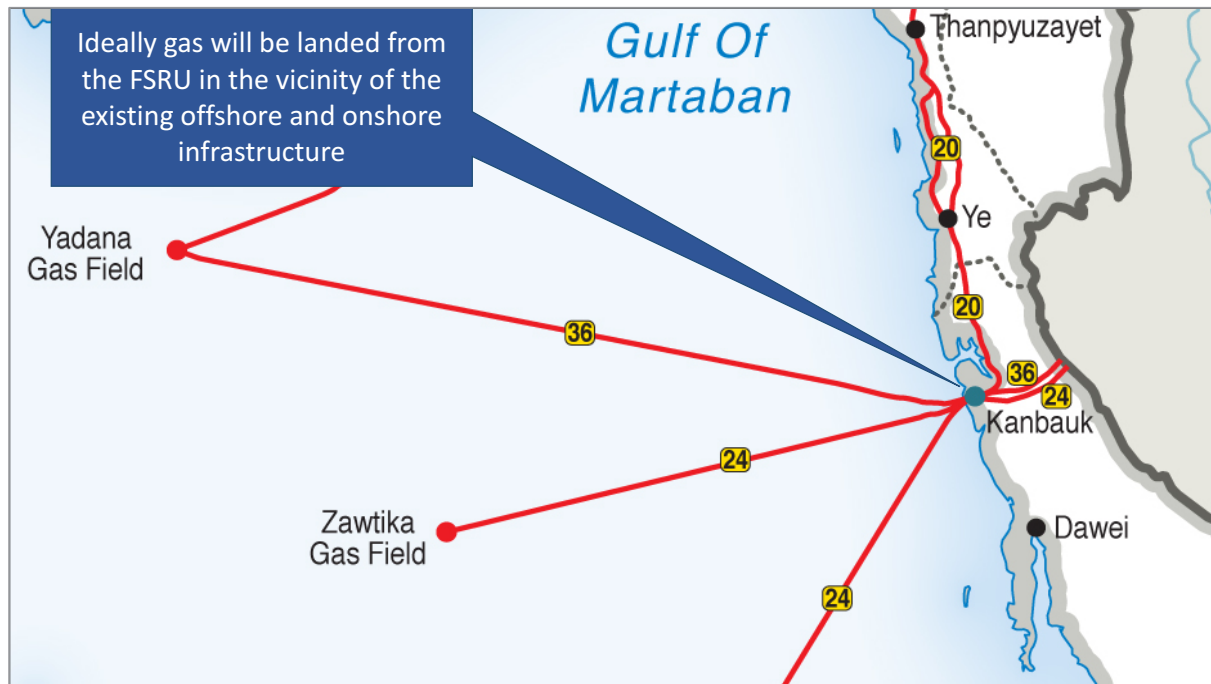 Ideally gas will be landed from
the FSRU in the vicinity of the
existing offshore and onshore
infrastructure
Gulf Of
Martaban
Thanpyuzayet
20
Ye
Yadana
Gas Field
20
36
36
24
Kanbauk
24
Zawtika
Gas Field
Dawei
24